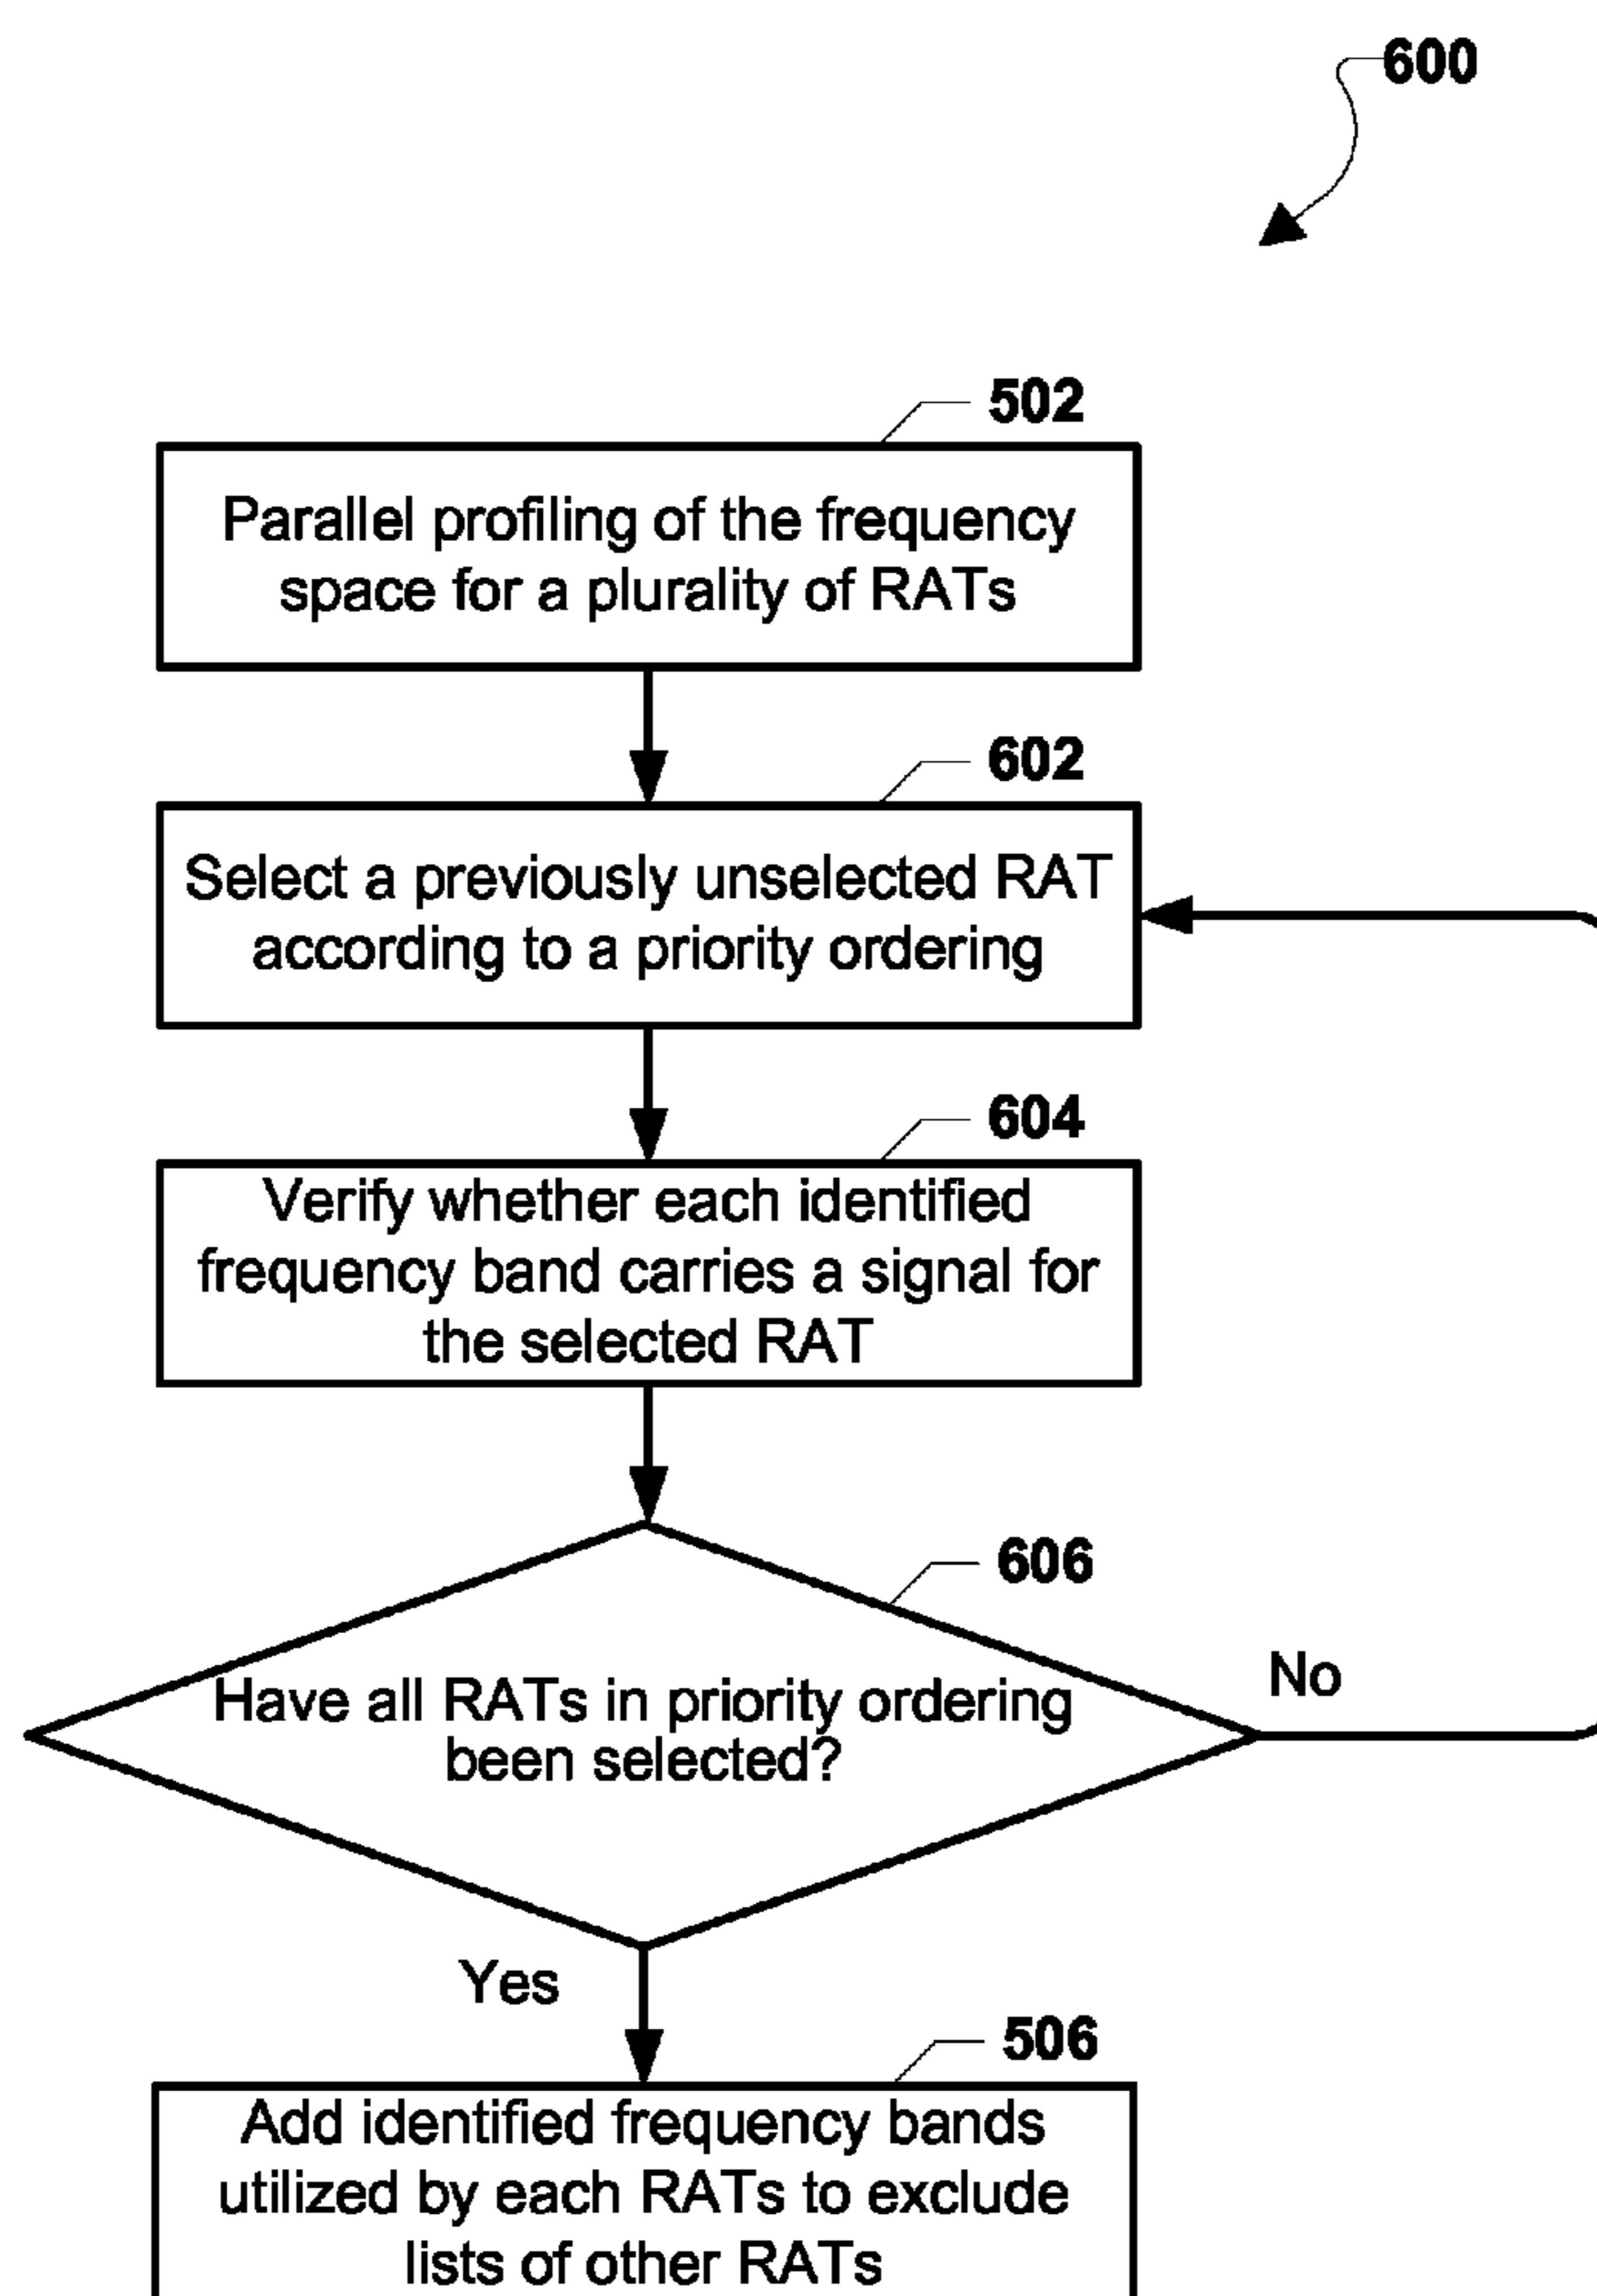 600
502
Parallel profiling of the frequency
space for a plurality of RATs
602
Select a previously unselected RAT
according to a priority ordering
604
Verify whether each identified
frequency band carries a signal for
the selected RAT
606
Have all RATs in priority ordering
been selected?
No
Yes
506
Add identified frequency bands
utilized by each RATs to exclude
lists of other RATs